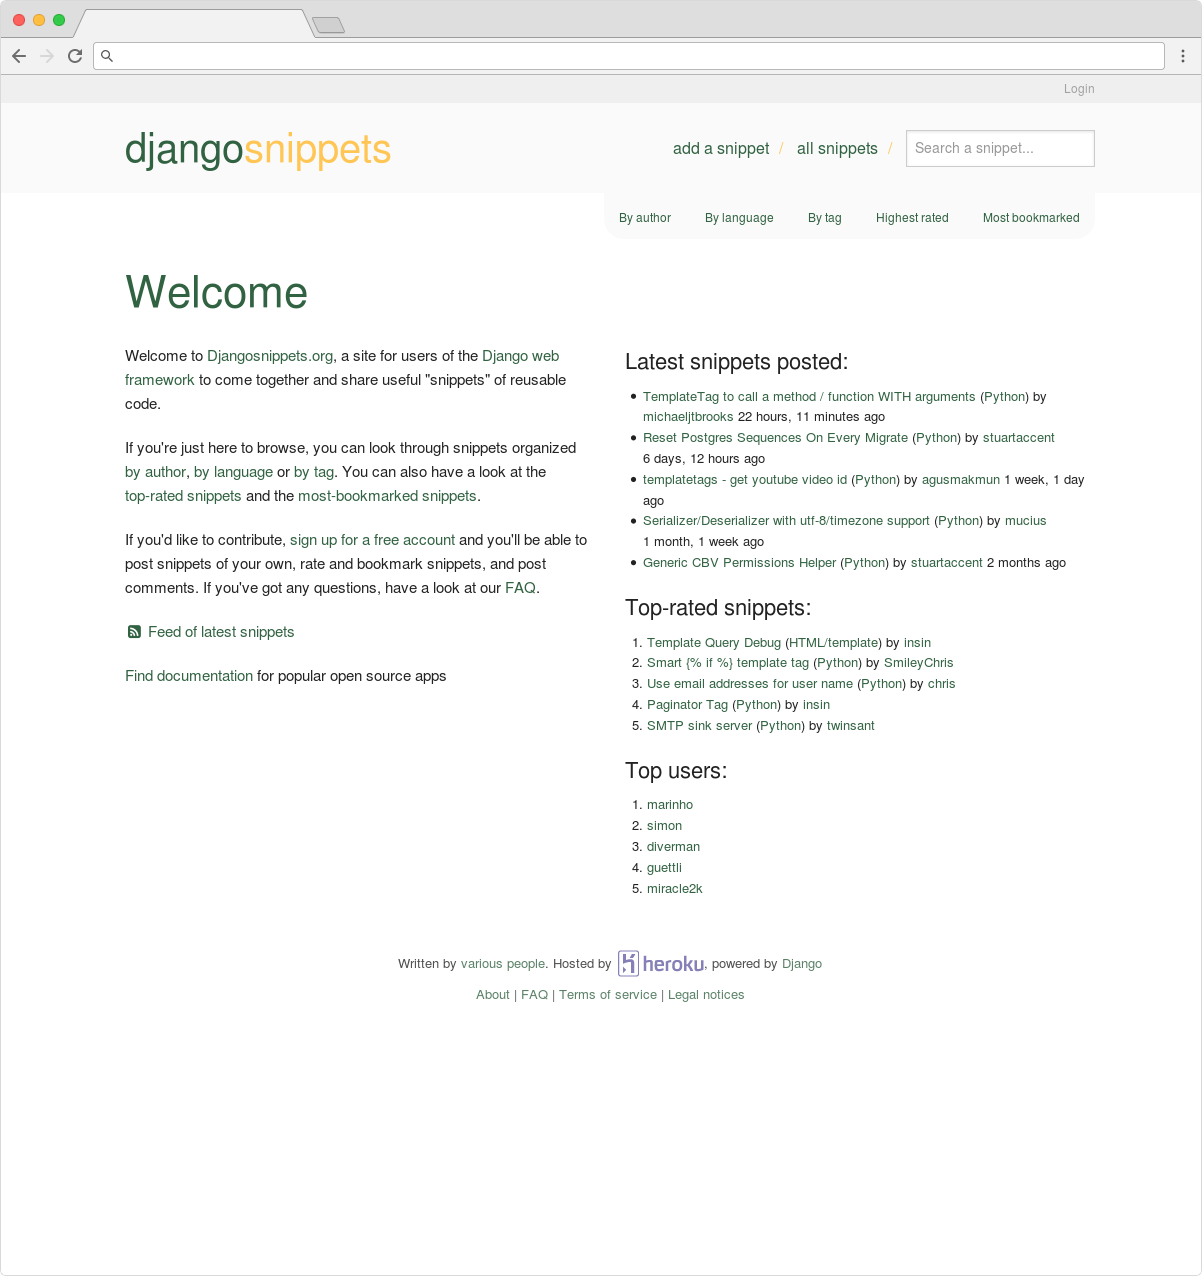 Login
djangosnippets
add a snippet / all snippets / Search a snippet...
By author By language By tag Highest rated Most bookmarked
Welcome
Welcome to Djangosnippets.org, a site for users of the Django web
framework to come together and share useful "snippets" of reusable
code.
If you're just here to browse, you can look through snippets organized
by author, by language or by tag. You can also have a look at the
top-rated snippets and the most-bookmarked snippets.
If you'd like to contribute, sign up for a free account and you'll be able to
post snippets of your own, rate and bookmark snippets, and post
comments. If you've got any questions, have a look at our FAQ.
Feed of latest snippets
Find documentation for popular open source apps
Latest snippets posted:
• TemplateTag to call a method / function WITH arguments (Python) by
michaeljtbrooks 22 hours, 11 minutes ago
• Reset Postgres Sequences On Every Migrate (Python) by stuartaccent
6 days, 12 hours ago
• templatetags - get youtube video id (Python) by agusmakmun 1 week, 1 day
ago
• Serializer/Deserializer with utf-8/timezone support (Python) by mucius
1 month, 1 week ago
• Generic CBV Permissions Helper (Python) by stuartaccent 2 months ago
Top-rated snippets:
1. Template Query Debug (HTML/template) by insin
2. Smart {% if %} template tag (Python) by SmileyChris
3. Use email addresses for user name (Python) by chris
4. Paginator Tag (Python) by insin
5. SMTP sink server (Python) by twinsant
Top users:
1. marinho
2. simon
3. diverman
4. guettli
5. miracle2k
Written by various people. Hosted by heroku, powered by Django
About | FAQ | Terms of service | Legal notices